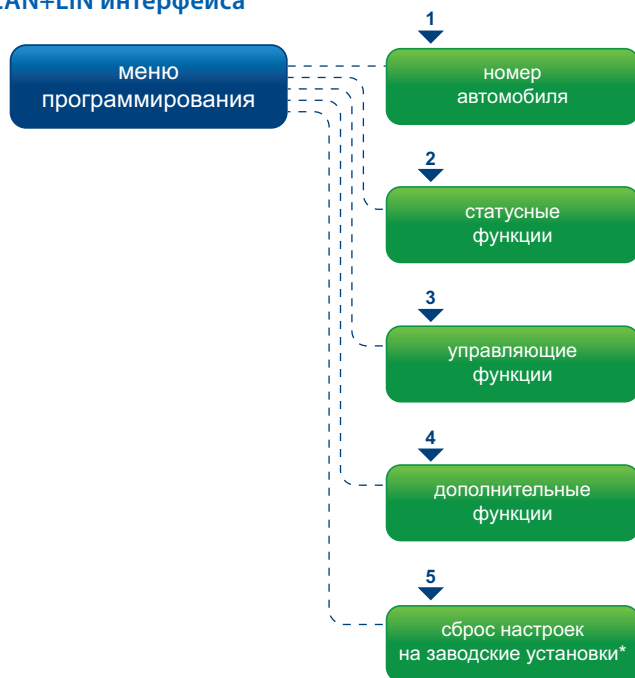 CAN+LIN интерфейса
меню
программирования
1
номер
автомобиля
2
статусные
функции
3
управляющие
функции
4
дополнительные
функции
5
сброс настроек
на заводские установки*